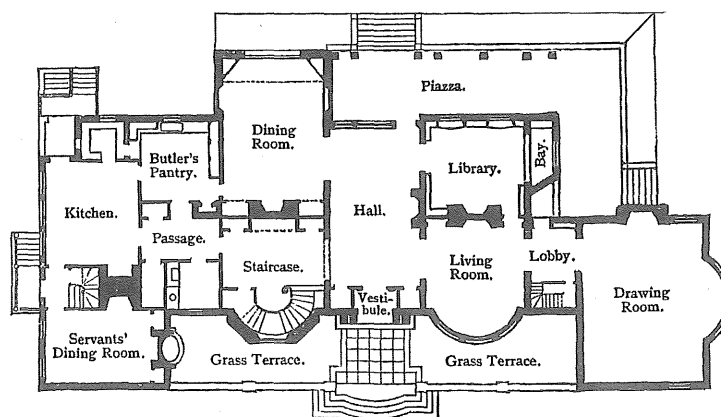 Piazza.
Dining
Room.
Butler's
Pantry.
Library.
Bay.
Kitchen.
Hall.
Passage.
Staircase.
Living
Room.
Lobby.
Vesti-
bule.
Drawing
Room.
Servants'
Dining Room.
Grass Terrace.
Grass Terrace.